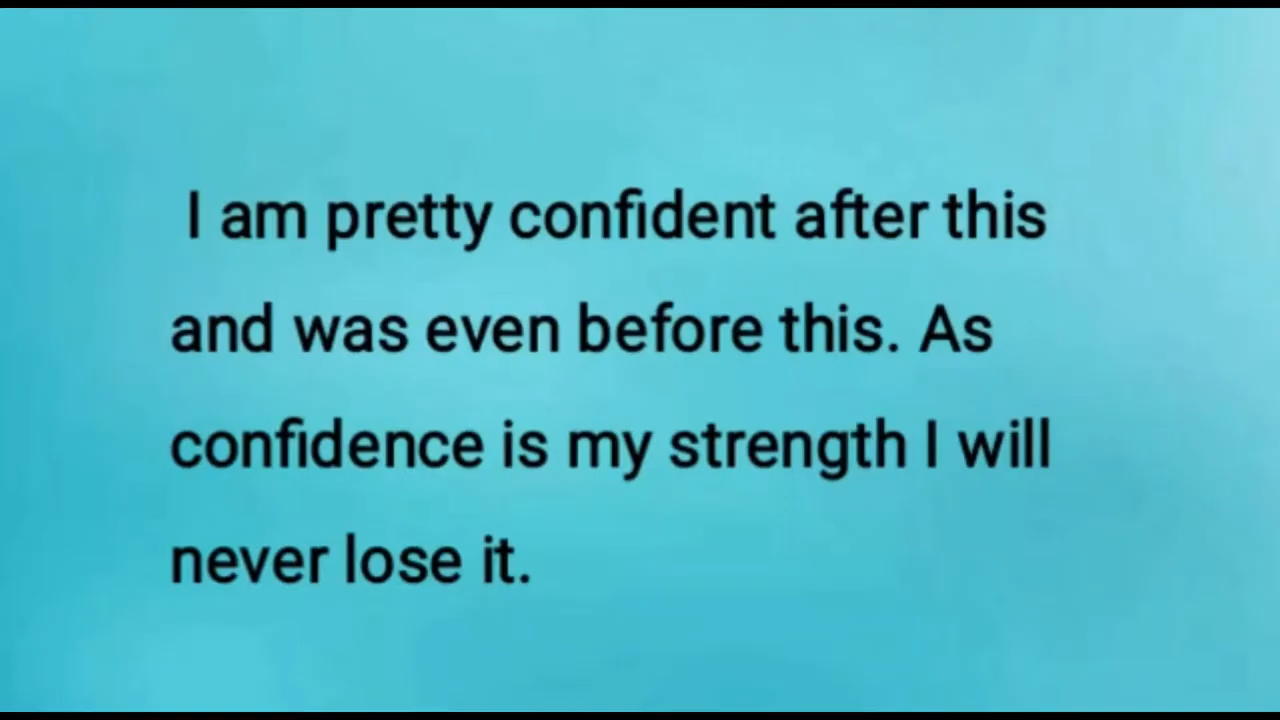 I am pretty confident after this
and was even before this. As
confidence is my strength I will
never lose it.